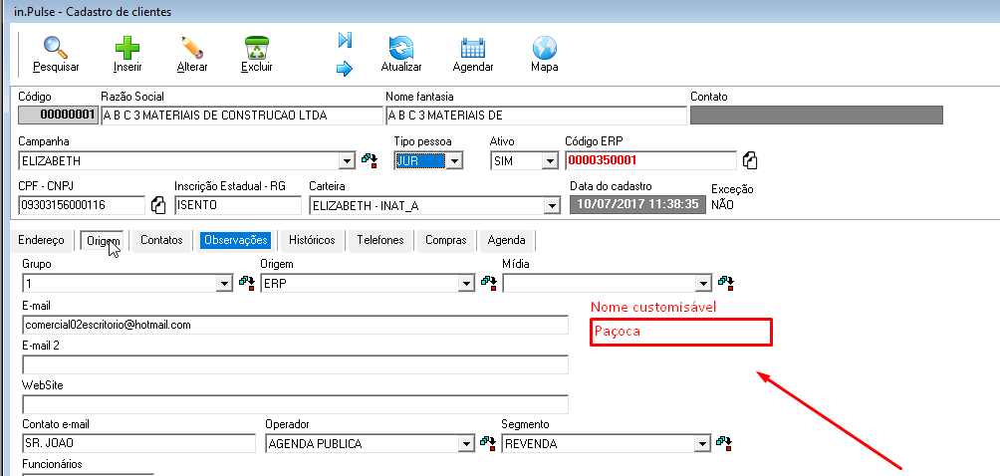 in.Pulse - Cadastro de clientes
Pesquisar Inserir Alterar Excluir Atualizar Agendar Mapa
Código Razão Social Nome fantasia Contato
00000001 A B C 3 MATERIAIS DE CONSTRUCAO LTDA A B C 3 MATERIAIS DE
Campanha Tipo pessoa Ativo Código ERP
ELIZABETH JUR SIM 0000350001
CPF - CNPJ Inscrição Estadual - RG Carteira Data do cadastro Exceção
09303156000116 ISENTO ELIZABETH - INAT_A 10/07/2017 11:38:35 NÃO
Endereço Origem Contatos Observações Históricos Telefones Compras Agenda
Grupo Origem Mídia
1 ERP
E-mail Nome customisável
comercial02escritorio@hotmail.com Paçoca
E-mail 2
WebSite
Contato e-mail Operador Segmento
SR. JOAO AGENDA PUBLICA REVENDA
Funcionários